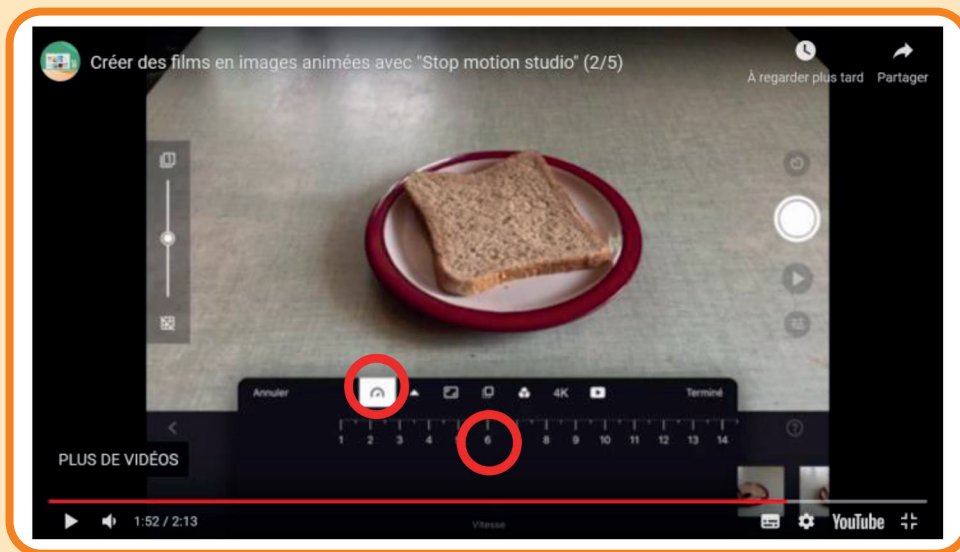 Créer des films en images animées avec "Stop motion studio" (2/5)
À regarder plus tard
Partager
Annuler
4K
Terminé
1 2 3 4 5 6 8 9 10 11 12 13 14
PLUS DE VIDÉOS
1:52 / 2:13
Vitesse
YouTube